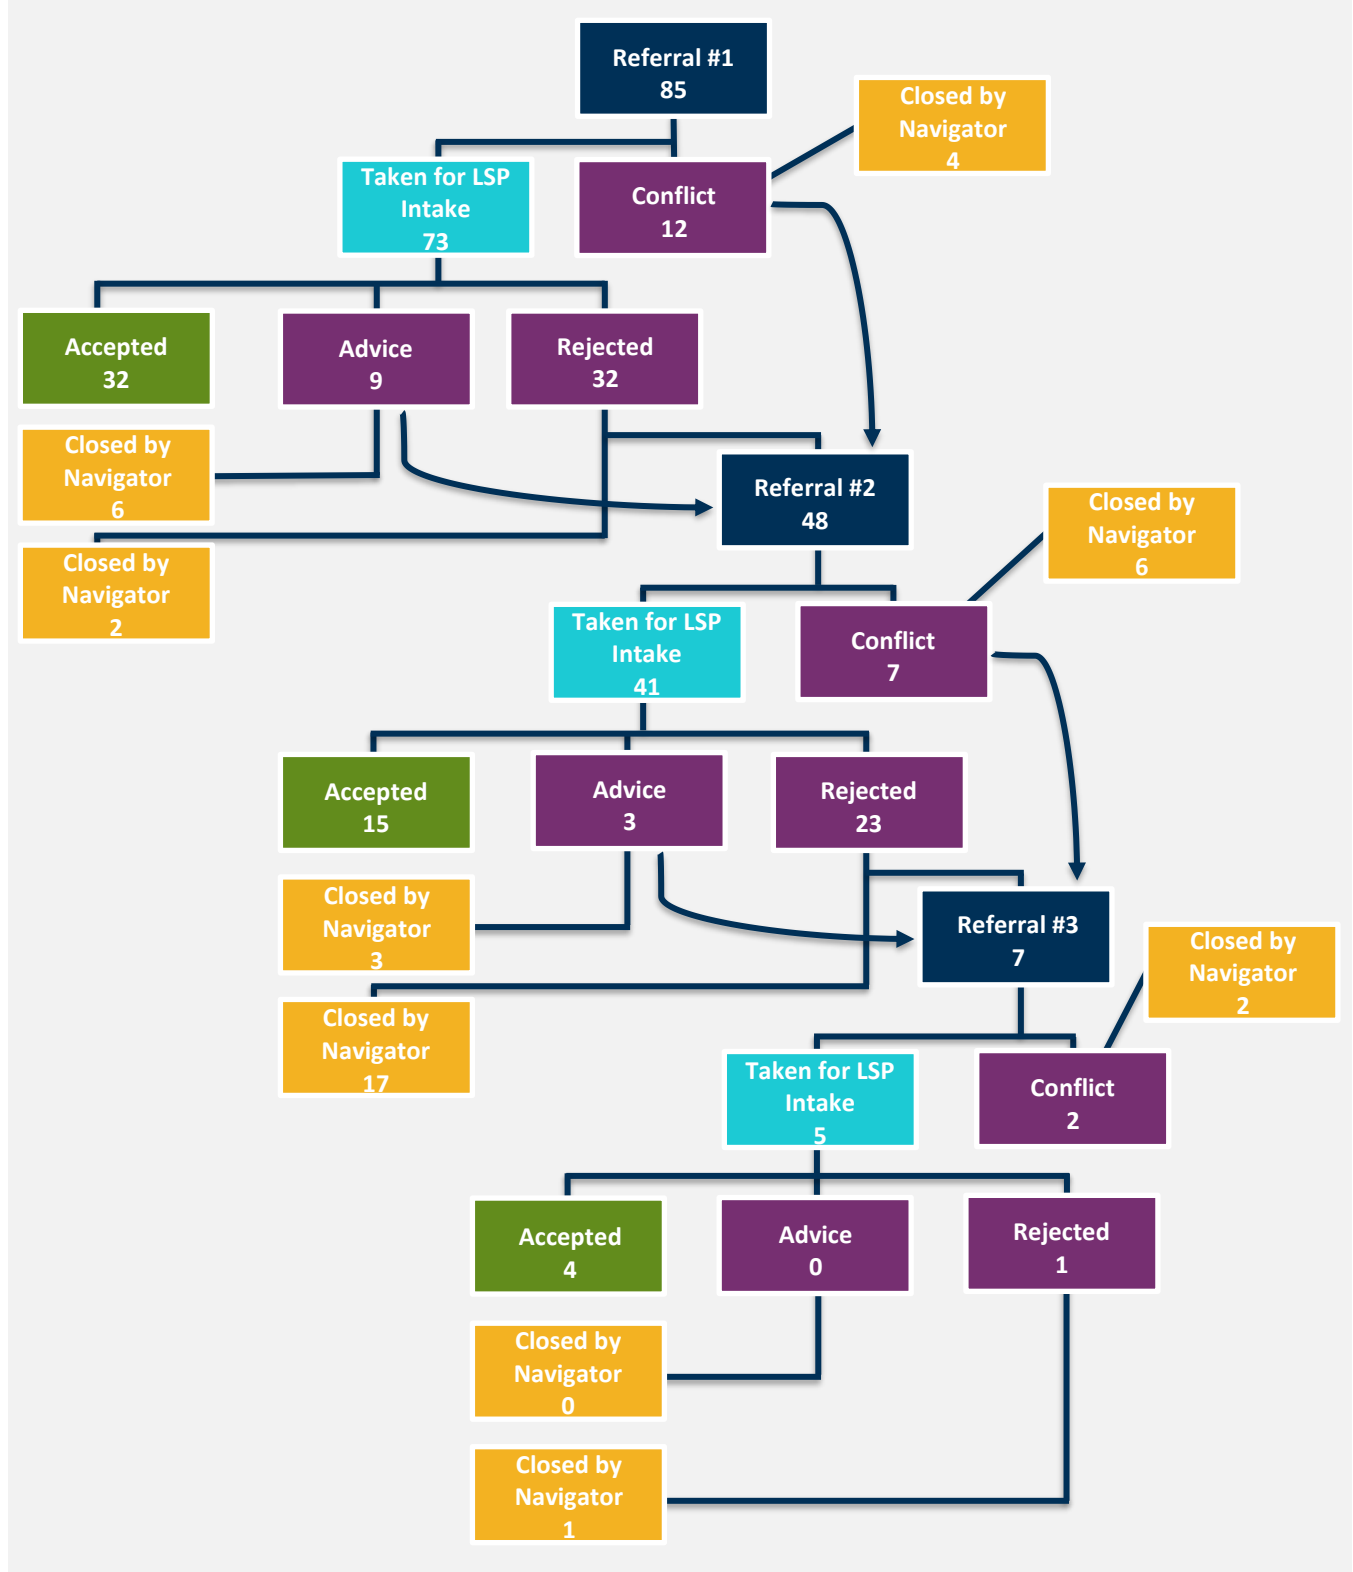 Referral #1
85
Closed by
Navigator
4
Taken for LSP
Intake
73
Conflict
12
Accepted
32
Advice
9
Rejected
32
Closed by
Navigator
6
Referral #2
48
Closed by
Navigator
6
Closed by
Navigator
2
Taken for LSP
Intake
41
Conflict
7
Accepted
15
Advice
3
Rejected
23
Closed by
Navigator
3
Referral #3
7
Closed by
Navigator
2
Closed by
Navigator
17
Taken for LSP
Intake
5
Conflict
2
Accepted
4
Advice
0
Rejected
1
Closed by
Navigator
0
Closed by
Navigator
1